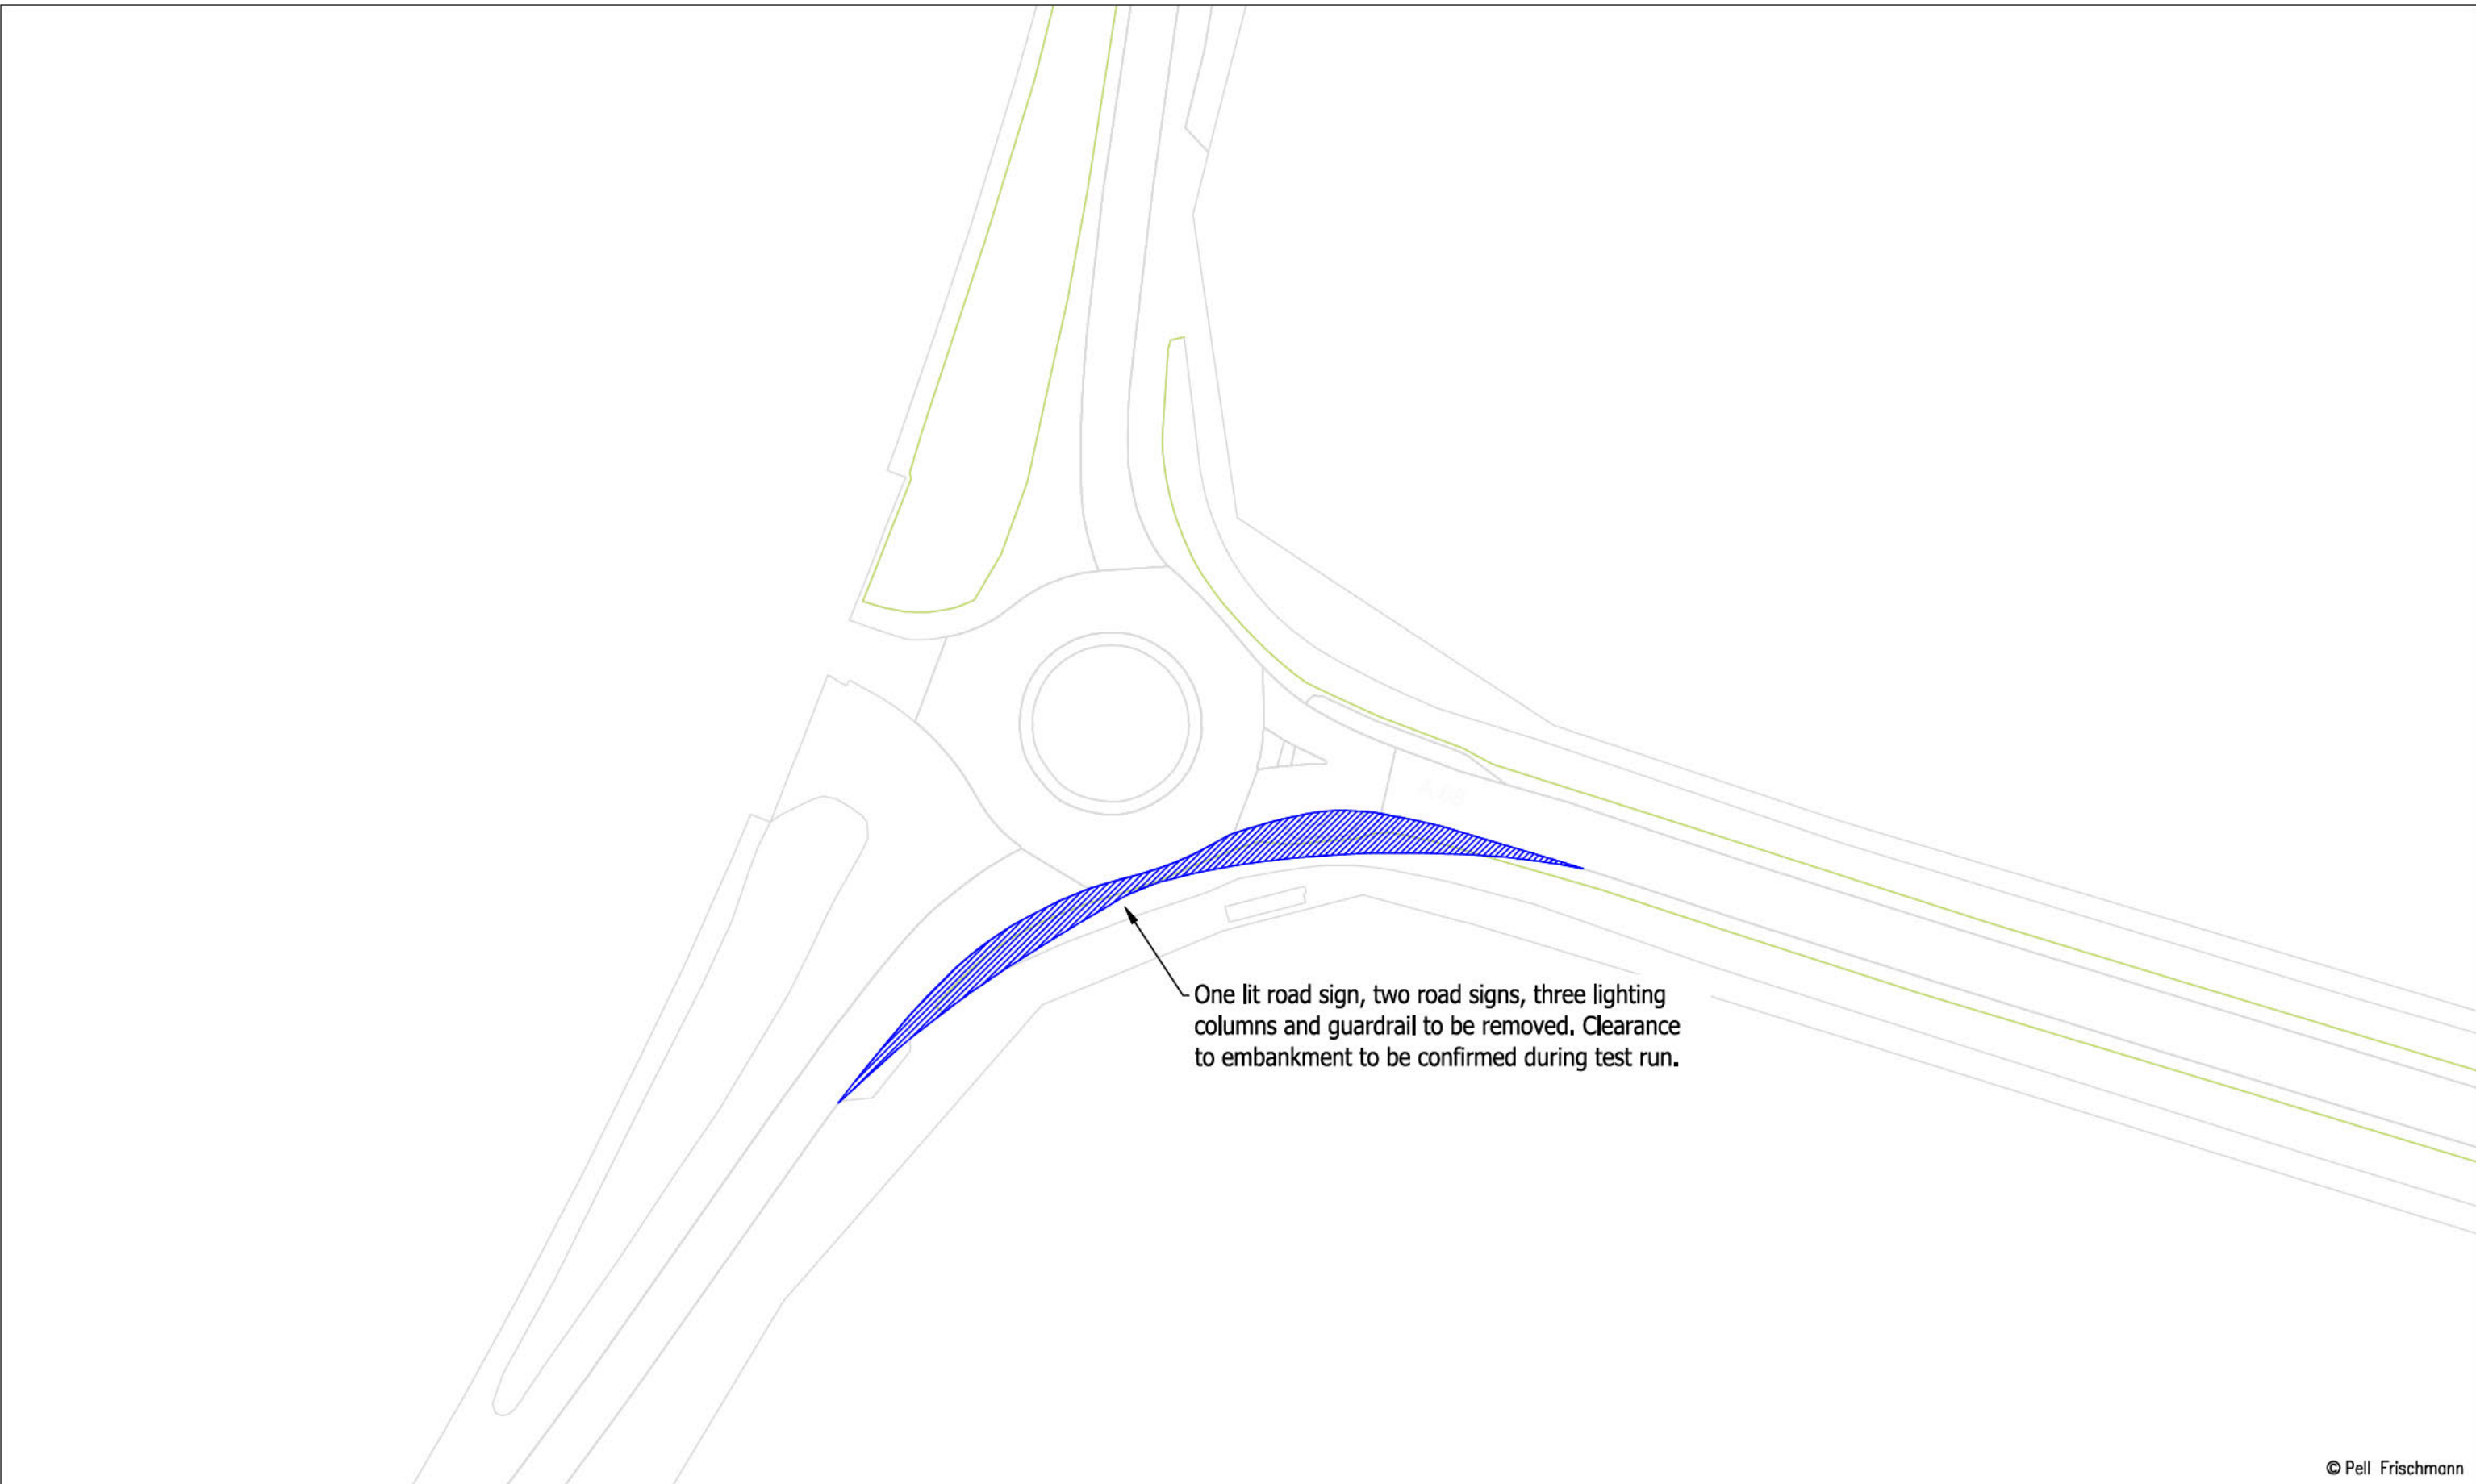 One lit road sign, two road signs, three lighting
columns and guardrail to be removed. Clearance
to embankment to be confirmed during test run.
© Pell Frischmann